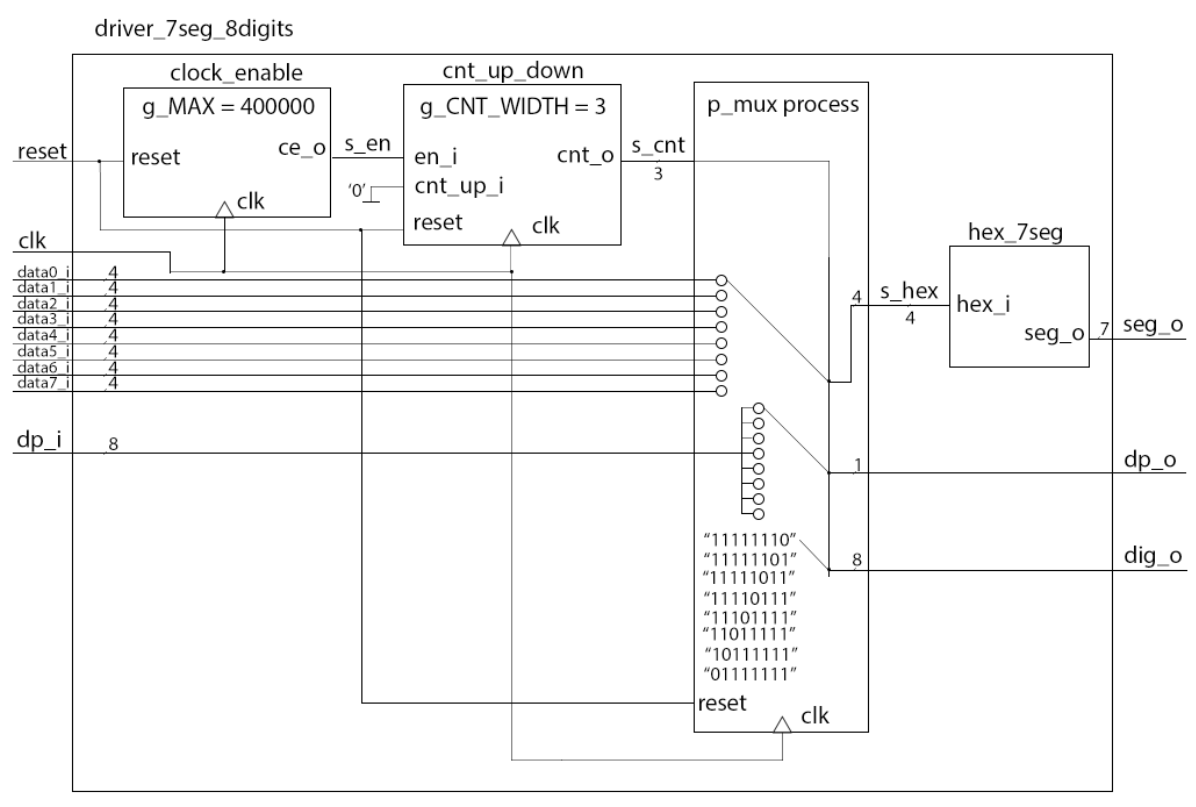 driver_7seg_8digits
clock_enable
g_MAX = 400000
reset
ce_o
clk
s_en
cnt_up_down
g_CNT_WIDTH = 3
en_i
cnt_o
cnt_up_i
'0'
reset
clk
s_cnt
3
p_mux process
reset
clk
data0_i 4
data1_i 4
data2_i 4
data3_i 4
data4_i 4
data5_i 4
data6_i 4
data7_i 4
dp_i 8
4
s_hex
4
hex_7seg
hex_i
seg_o
7
seg_o
1
dp_o
"11111110"
"11111101"
"11111011"
"11110111"
"11101111"
"11011111"
"10111111"
"01111111"
8
dig_o
reset
clk